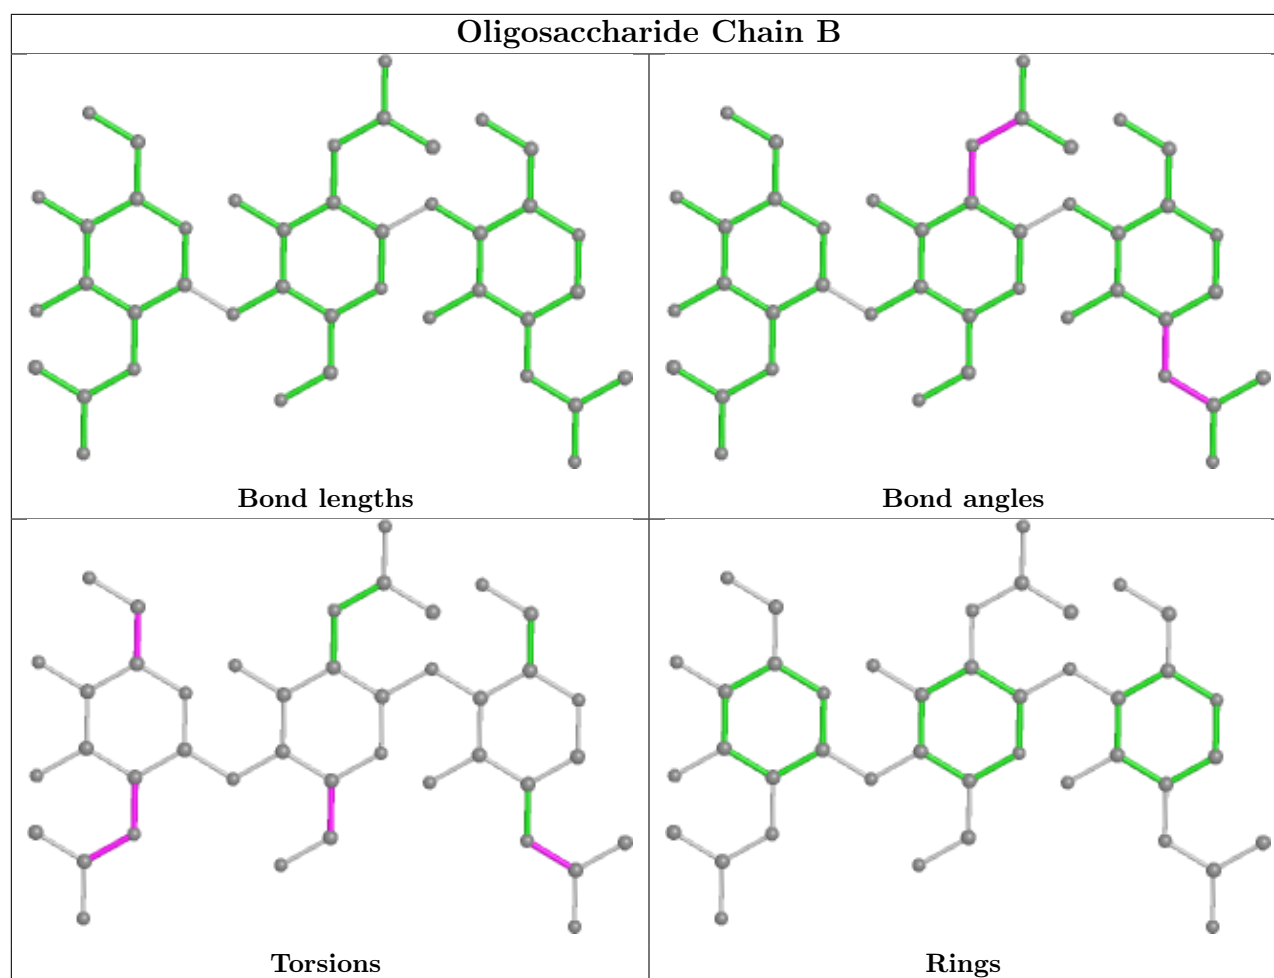 Oligosaccharide Chain B
Bond lengths
Bond angles
Torsions
Rings